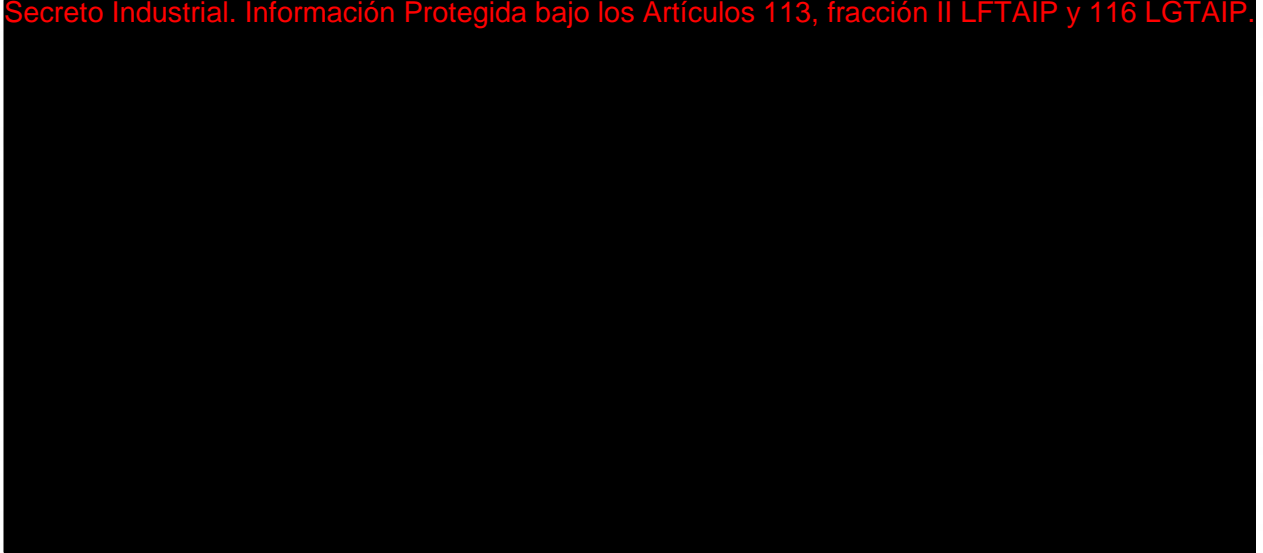 Secreto Industrial. Información Protegida bajo los Artículos 113, fracción II LFTAIP y 116 LGTAIP.